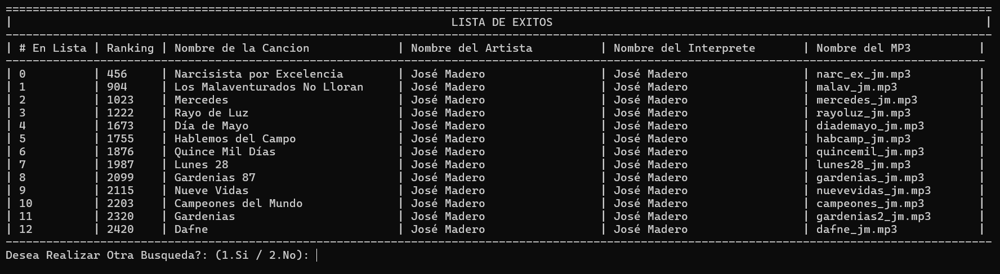 ==================================================================================================================================================
| LISTA DE EXITOS |
--------------------------------------------------------------------------------------------------------------------------------------------------
| # En Lista | Ranking | Nombre de la Cancion | Nombre del Artista | Nombre del Interprete | Nombre del MP3 |
-------------------------------------------------------------------------------------------------------------------------------------------------
| 0 | 456 | Narcisista por Excelencia | José Madero | José Madero | narc_ex_jm.mp3 |
| 1 | 904 | Los Malaventurados No Lloran | José Madero | José Madero | malav_jm.mp3 |
| 2 | 1023 | Mercedes | José Madero | José Madero | mercedes_jm.mp3 |
| 3 | 1222 | Rayo de Luz | José Madero | José Madero | rayoluz_jm.mp3 |
| 4 | 1673 | Día de Mayo | José Madero | José Madero | diademayo_jm.mp3 |
| 5 | 1755 | Hablemos del Campo | José Madero | José Madero | habcamp_jm.mp3 |
| 6 | 1876 | Quince Mil Días | José Madero | José Madero | quincemil_jm.mp3 |
| 7 | 1987 | Lunes 28 | José Madero | José Madero | lunes28_jm.mp3 |
| 8 | 2099 | Gardenias 87 | José Madero | José Madero | gardenias_jm.mp3 |
| 9 | 2115 | Nueve Vidas | José Madero | José Madero | nuevevidas_jm.mp3 |
| 10 | 2203 | Campeones del Mundo | José Madero | José Madero | campeones_jm.mp3 |
| 11 | 2320 | Gardenias | José Madero | José Madero | gardenias2_jm.mp3 |
| 12 | 2420 | Dafne | José Madero | José Madero | dafne_jm.mp3 |
--------------------------------------------------------------------------------------------------------------------------------------------------
Desea Realizar Otra Busqueda?: (1.Si / 2.No):